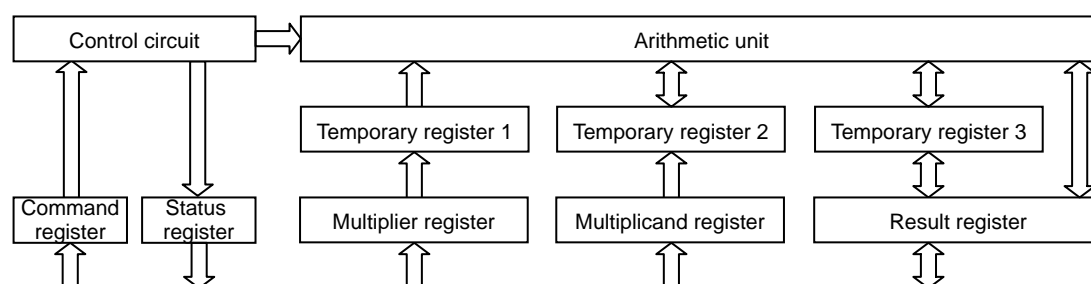 Control circuit
Arithmetic unit
Temporary register 1
Temporary register 2
Temporary register 3
Command
register
Status
register
Multiplier register
Multiplicand register
Result register